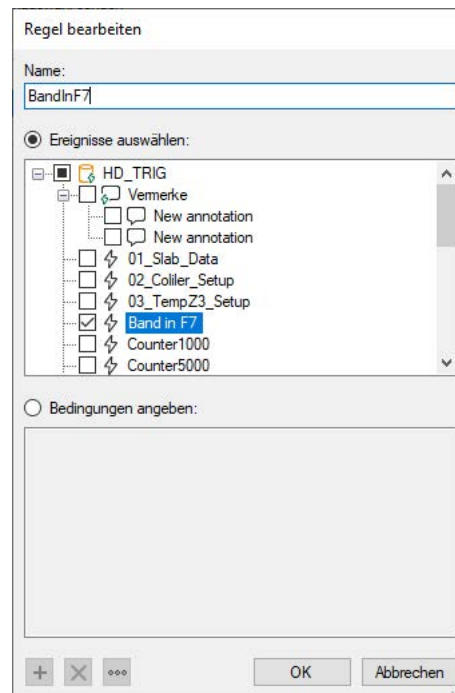 Regel bearbeiten
Name:
BandInF7
Ereignisse auswählen:
HD_TRIG
Vermerke
New annotation
New annotation
01_Slab_Data
02_Coliler_Setup
03_TempZ3_Setup
Band in F7
Counter1000
Counter5000
Bedingungen angeben:
OK Abbrechen